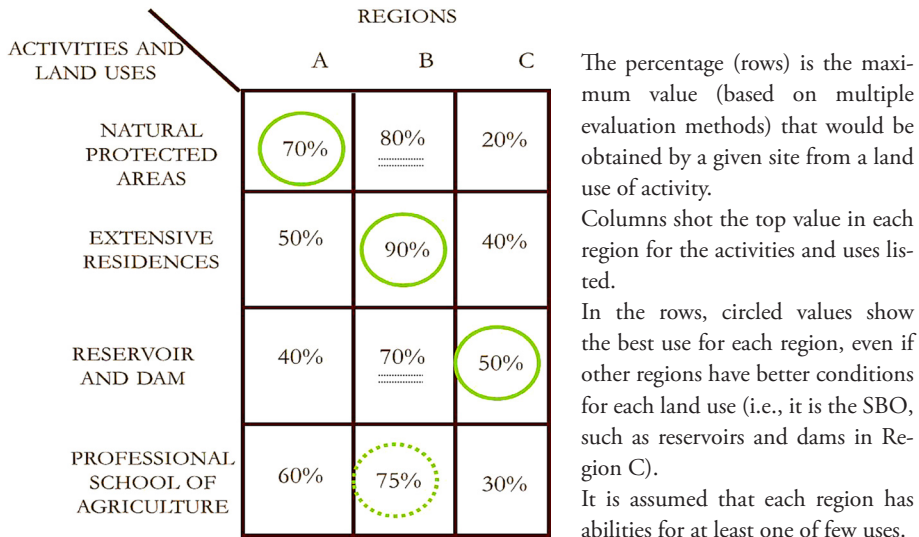 REGIONS
ACTIVITIES AND
LAND USES
A B C
NATURAL
PROTECTED
AREAS
70% 80% 20%
EXTENSIVE
RESIDENCES
50% 90% 40%
RESERVOIR
AND DAM
40% 70% 50%
PROFESSIONAL
SCHOOL OF
AGRICULTURE
60% 75% 30%
The percentage (rows) is the maxi-
mum value (based on multiple
evaluation methods) that would be
obtained by a given site from a land
use of activity.
Columns shot the top value in each
region for the activities and uses lis-
ted.
In the rows, circled values show
the best use for each region, even if
other regions have better conditions
for each land use (i.e., it is the SBO,
such as reservoirs and dams in Re-
gion C).
It is assumed that each region has
abilities for at least one of few uses.